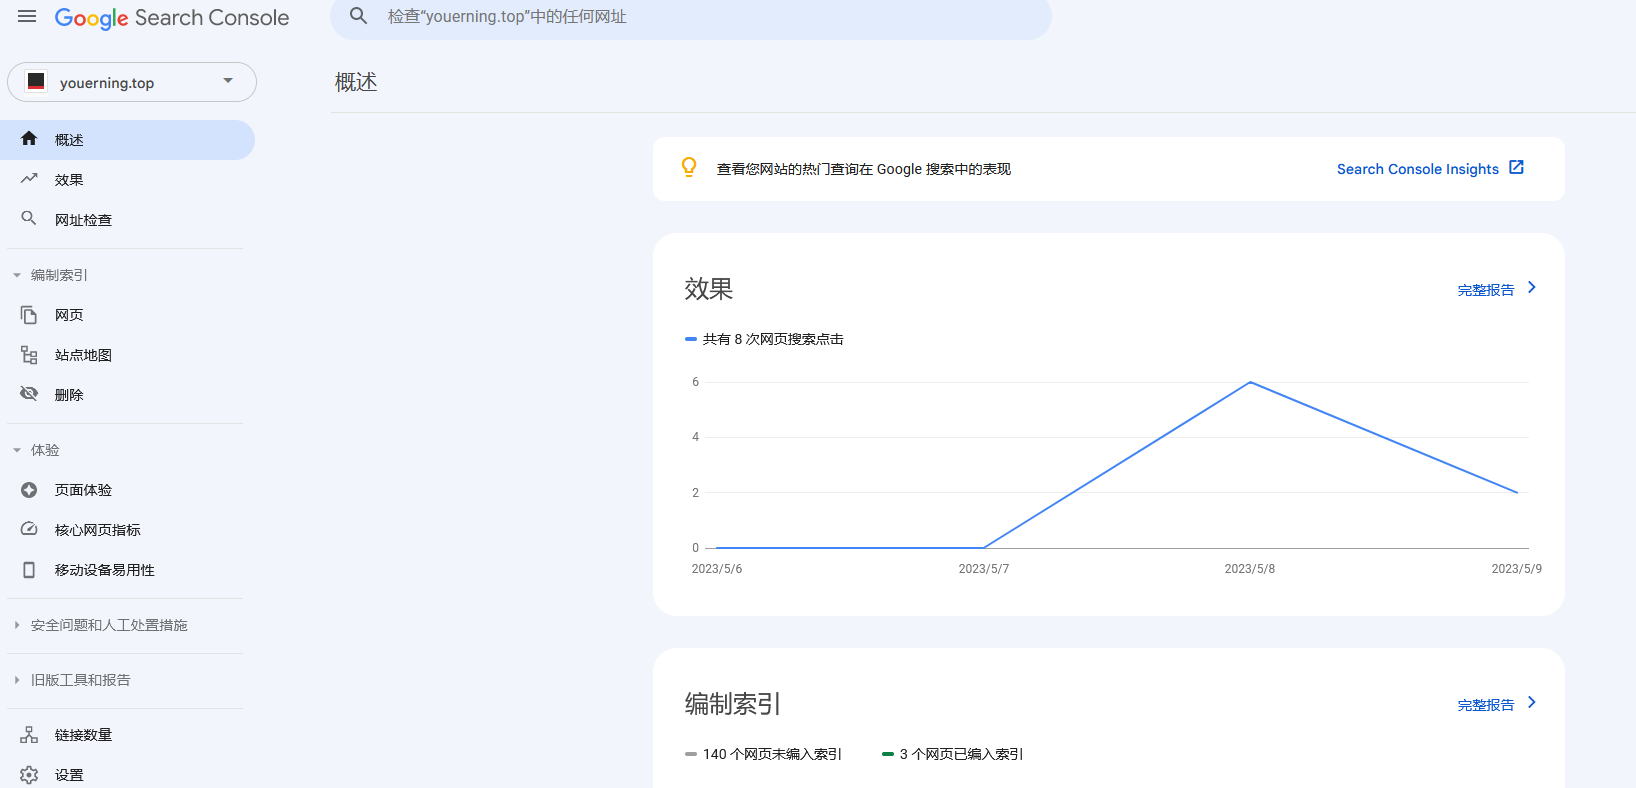 Google Search Console
检查“youerning.top”中的任何网址
youerning.top
概述
概述
效果
网址检查
编制索引
网页
站点地图
删除
体验
页面体验
核心网页指标
移动设备易用性
安全问题和人工处置措施
旧版工具和报告
链接数量
设置
查看您网站的热门查询在 Google 搜索中的表现
Search Console Insights
效果
完整报告
共有 8 次网页搜索点击
6
4
2
0
2023/5/6 2023/5/7 2023/5/8 2023/5/9
编制索引
完整报告
140 个网页未编入索引 3 个网页已编入索引